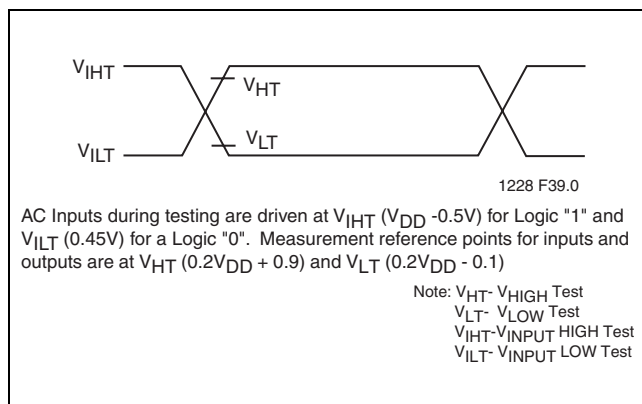 VIHT
VHT
VLT
VILT
1228 F39.0
AC Inputs during testing are driven at VIHT (VDD -0.5V) for Logic "1" and
VILT (0.45V) for a Logic "0". Measurement reference points for inputs and
outputs are at VHT (0.2VDD + 0.9) and VLT (0.2VDD - 0.1)
Note: VHT- VHIGH Test
VLT- VLOW Test
VIHT-VINPUT HIGH Test
VILT- VINPUT LOW Test